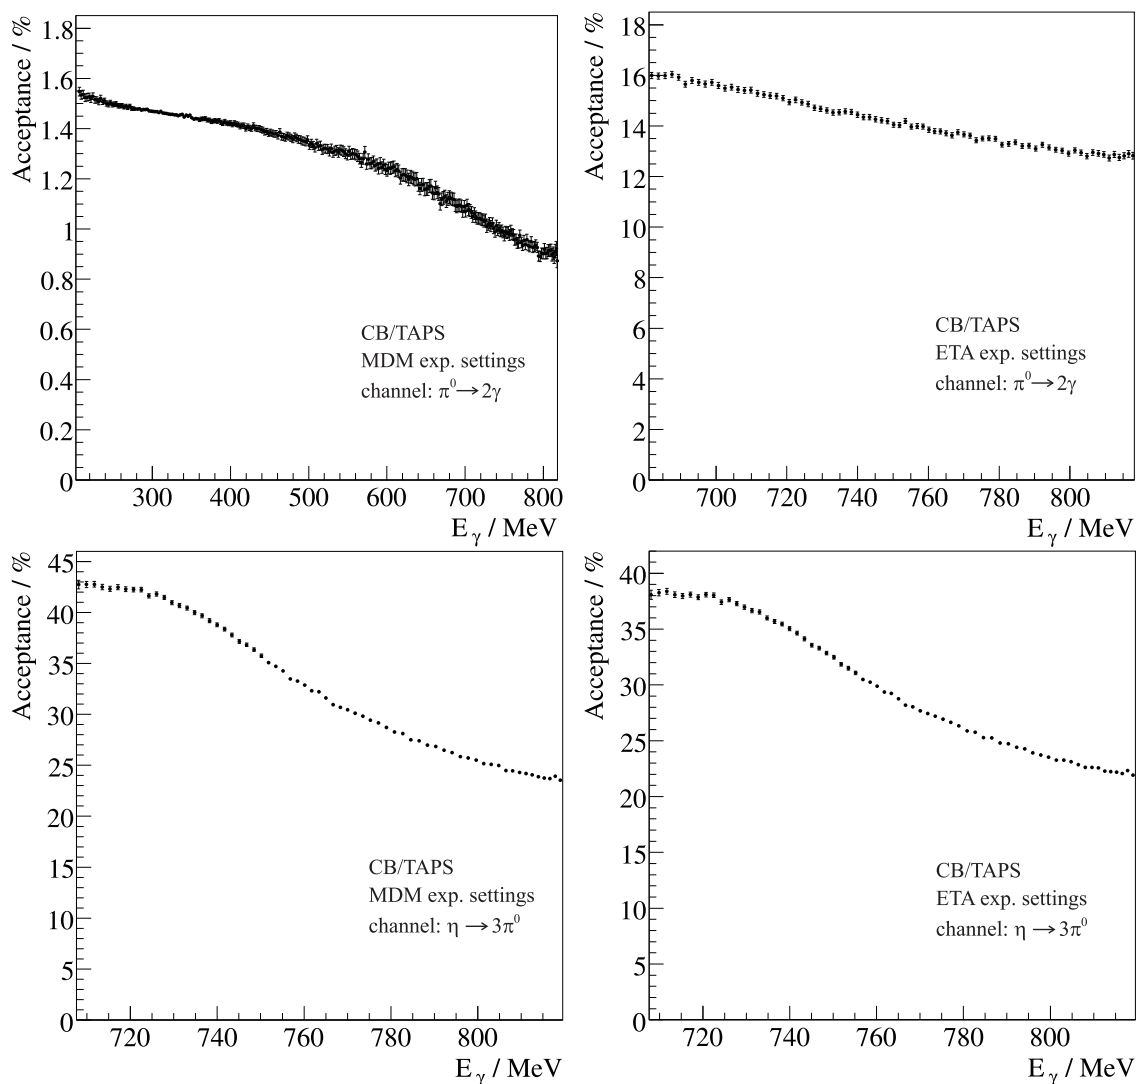 Acceptance / %
1.8
1.6
1.4
1.2
1
0.8
0.6
0.4
0.2
0
CB/TAPS
MDM exp. settings
channel: π⁰→2γ
300 400 500 600 700 800
E_γ / MeV
Acceptance / %
18
16
14
12
10
8
6
4
2
0
CB/TAPS
ETA exp. settings
channel: π⁰→2γ
700 720 740 760 780 800
E_γ / MeV
Acceptance / %
45
40
35
30
25
20
15
10
5
0
CB/TAPS
MDM exp. settings
channel: η→3π⁰
720 740 760 780 800
E_γ / MeV
Acceptance / %
40
35
30
25
20
15
10
5
0
CB/TAPS
ETA exp. settings
channel: η→3π⁰
720 740 760 780 800
E_γ / MeV